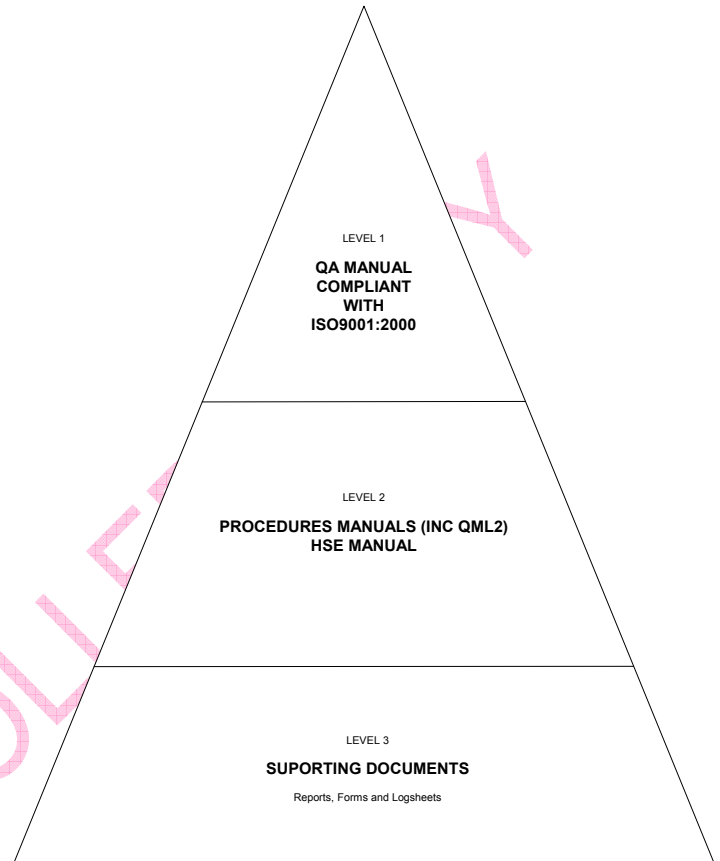 LEVEL 1
QA MANUAL
COMPLIANT
WITH
ISO9001:2000
LEVEL 2
PROCEDURES MANUALS (INC QML2)
HSE MANUAL
LEVEL 3
SUPORTING DOCUMENTS
Reports, Forms and Logsheets